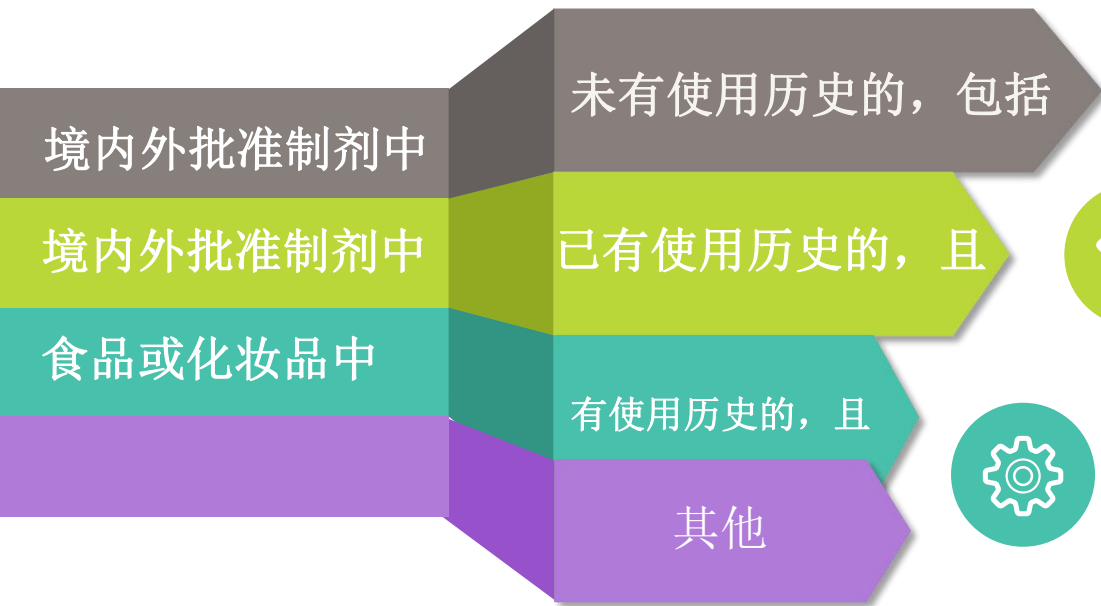 境内外批准制剂中
未有使用历史的，包括
境内外批准制剂中
已有使用历史的，且
食品或化妆品中
有使用历史的，且
其他